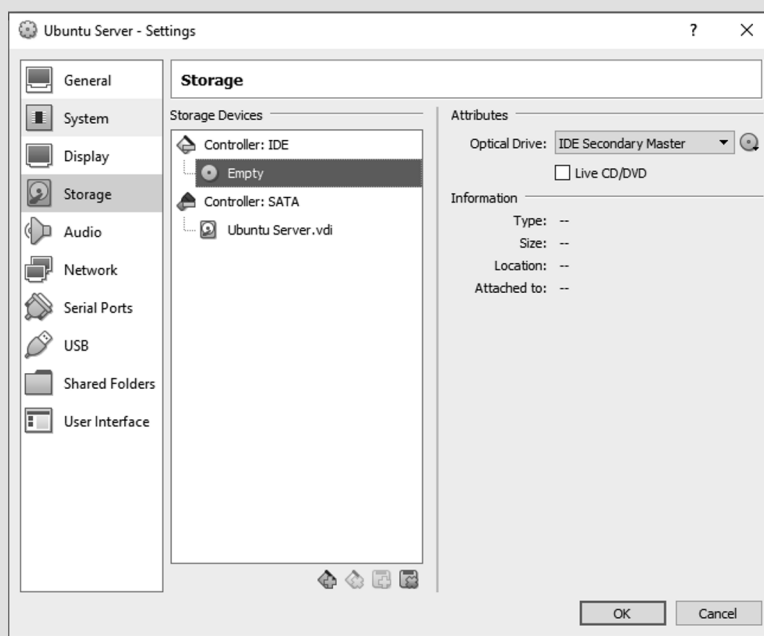 Ubuntu Server - Settings
?
General
System
Display
Storage
Audio
Network
Serial Ports
USB
Shared Folders
User Interface
Storage
Storage Devices
Controller: IDE
Empty
Controller: SATA
Ubuntu Server.vdi
Attributes
Optical Drive: IDE Secondary Master
Live CD/DVD
Information
Type: --
Size: --
Location: --
Attached to: --
OK
Cancel